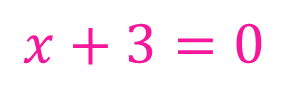 x + 3 = 0